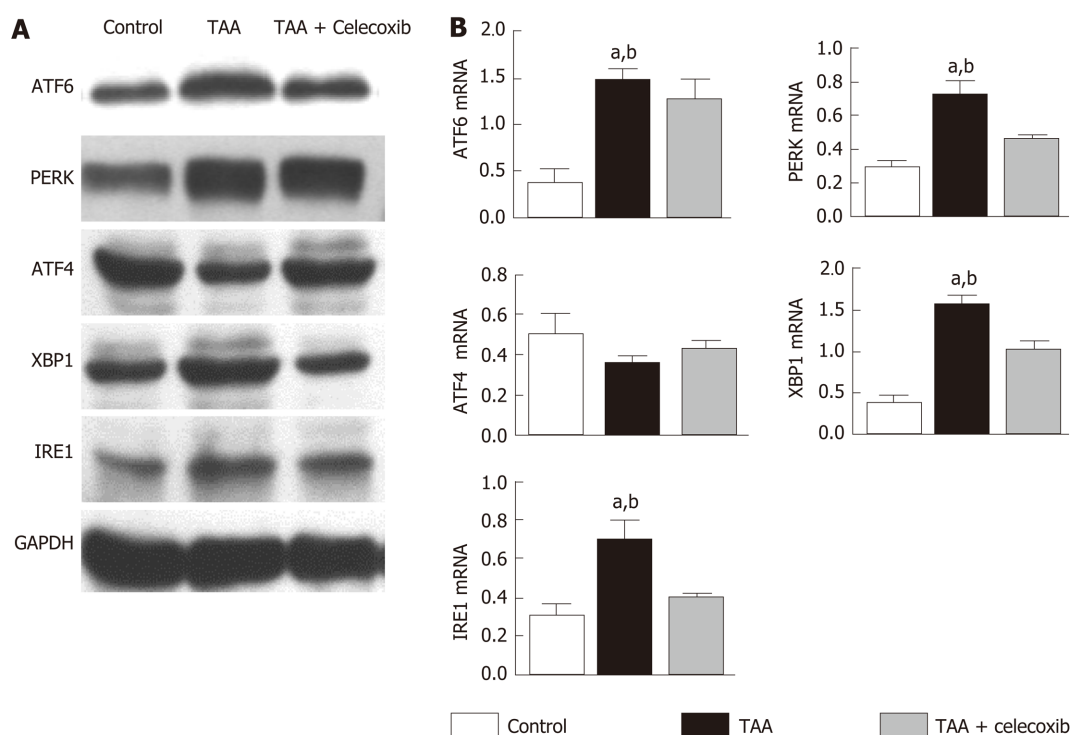 A
Control TAA TAA + Celecoxib
ATF6
PERK
ATF4
XBP1
IRE1
GAPDH
B
ATF6 mRNA
2.0
1.5
1.0
0.5
0.0
a,b
PERK mRNA
1.0
0.8
0.6
0.4
0.2
0.0
a,b
ATF4 mRNA
0.8
0.6
0.4
0.2
0.0
XBP1 mRNA
2.0
1.5
1.0
0.5
0.0
a,b
IRE1 mRNA
1.0
0.8
0.6
0.4
0.2
0.0
a,b
Control TAA TAA + celecoxib